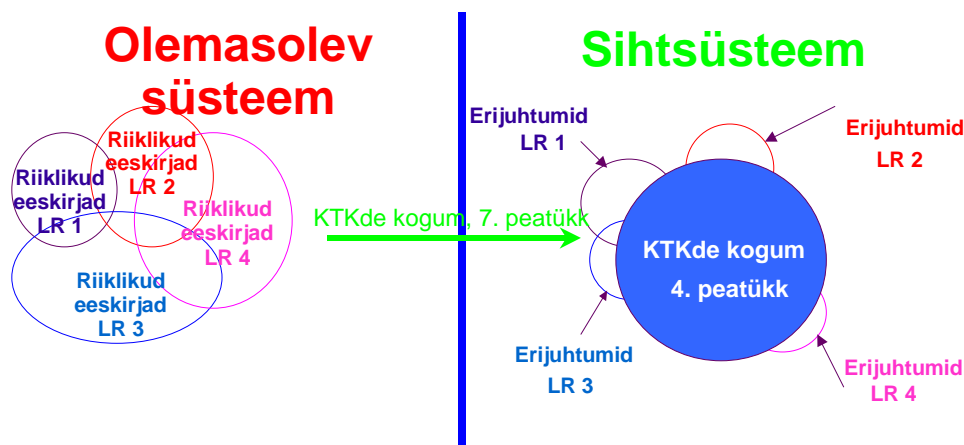 Olemasolev
süsteem
Riiklikud
eeskirjad
LR 1
Riiklikud
eeskirjad
LR 2
Riiklikud
eeskirjad
LR 4
Riiklikud
eeskirjad
LR 3
KTKde kogum, 7. peatükk
Sihtsüsteem
Erijuhtumid
LR 1
Erijuhtumid
LR 2
KTKde kogum
4. peatükk
Erijuhtumid
LR 3
Erijuhtumid
LR 4